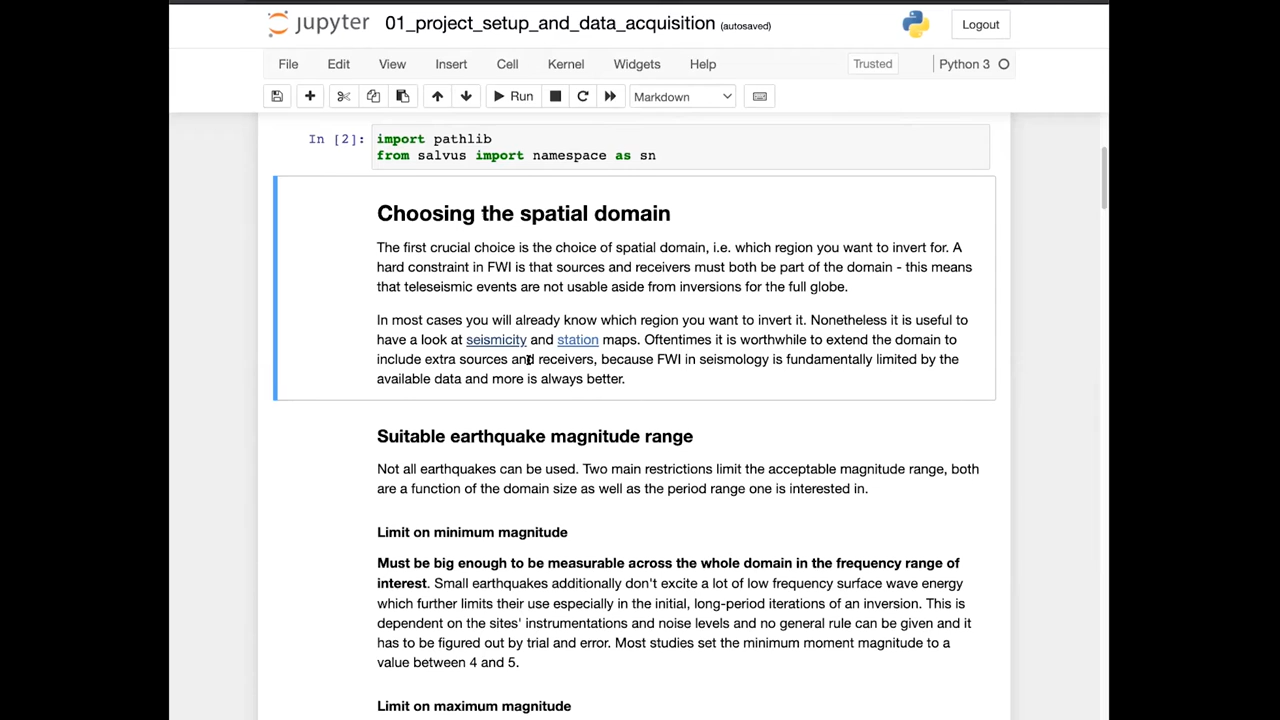 jupyter 01_project_setup_and_data_acquisition (autosaved) Logout
File Edit View Insert Cell Kernel Widgets Help Trusted Python 3
Run Markdown
In [2]: import pathlib
from salvus import namespace as sn
Choosing the spatial domain
The first crucial choice is the choice of spatial domain, i.e. which region you want to invert for. A
hard constraint in FWI is that sources and receivers must both be part of the domain - this means
that teleseismic events are not usable aside from inversions for the full globe.
In most cases you will already know which region you want to invert it. Nonetheless it is useful to
have a look at seismicity and station maps. Oftentimes it is worthwhile to extend the domain to
include extra sources and receivers, because FWI in seismology is fundamentally limited by the
available data and more is always better.
Suitable earthquake magnitude range
Not all earthquakes can be used. Two main restrictions limit the acceptable magnitude range, both
are a function of the domain size as well as the period range one is interested in.
Limit on minimum magnitude
Must be big enough to be measurable across the whole domain in the frequency range of
interest. Small earthquakes additionally don't excite a lot of low frequency surface wave energy
which further limits their use especially in the initial, long-period iterations of an inversion. This is
dependent on the sites' instrumentations and noise levels and no general rule can be given and it
has to be figured out by trial and error. Most studies set the minimum moment magnitude to a
value between 4 and 5.
Limit on maximum magnitude